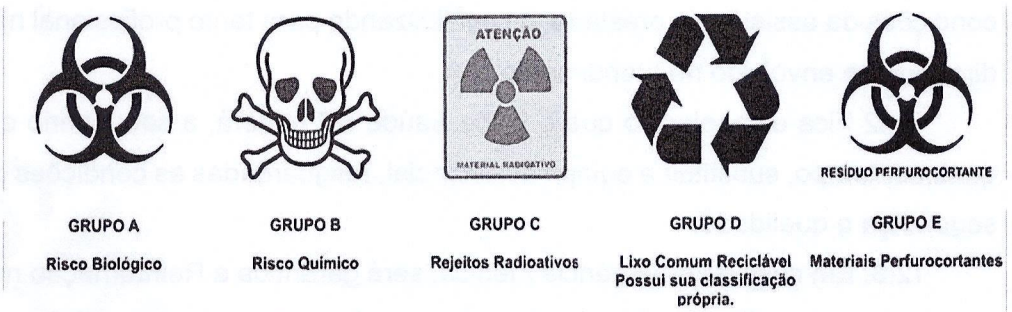 ATENÇÃO
MATERIAL RADIOATIVO
RESÍDUO PERFUROCORTANTE
GRUPO A
Risco Biológico
GRUPO B
Risco Químico
GRUPO C
Rejeitos Radioativos
GRUPO D
Lixo Comum Reciclável
Possui sua classificação
própria.
GRUPO E
Materiais Perfurocortantes